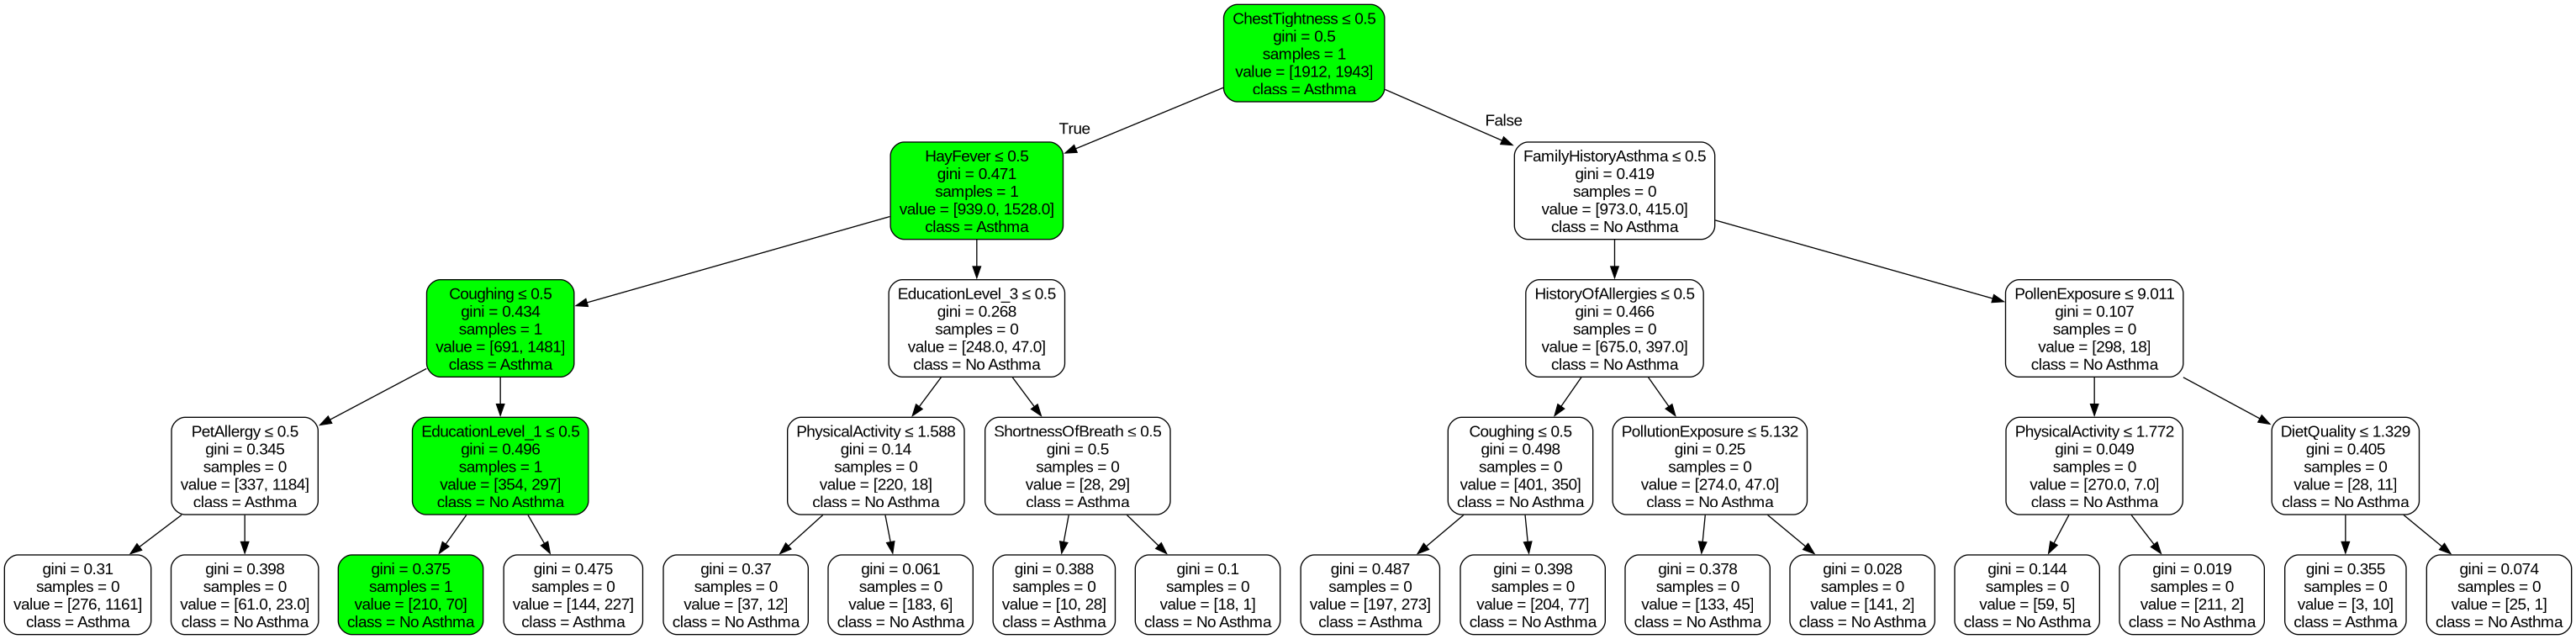 ChestTightness ≤ 0.5
gini = 0.5
samples = 1
value = [1912, 1943]
class = Asthma
True
False
HayFever ≤ 0.5
gini = 0.471
samples = 1
value = [939.0, 1528.0]
class = Asthma
FamilyHistoryAsthma ≤ 0.5
gini = 0.419
samples = 0
value = [973.0, 415.0]
class = No Asthma
Coughing ≤ 0.5
gini = 0.434
samples = 1
value = [691, 1481]
class = Asthma
EducationLevel_3 ≤ 0.5
gini = 0.268
samples = 0
value = [248.0, 47.0]
class = No Asthma
HistoryOfAllergies ≤ 0.5
gini = 0.466
samples = 0
value = [675.0, 397.0]
class = No Asthma
PollenExposure ≤ 9.011
gini = 0.107
samples = 0
value = [298, 18]
class = No Asthma
PetAllergy ≤ 0.5
gini = 0.345
samples = 0
value = [337, 1184]
class = Asthma
EducationLevel_1 ≤ 0.5
gini = 0.496
samples = 1
value = [354, 297]
class = No Asthma
PhysicalActivity ≤ 1.588
gini = 0.14
samples = 0
value = [220, 18]
class = No Asthma
ShortnessOfBreath ≤ 0.5
gini = 0.5
samples = 0
value = [28, 29]
class = Asthma
Coughing ≤ 0.5
gini = 0.498
samples = 0
value = [401, 350]
class = No Asthma
PollutionExposure ≤ 5.132
gini = 0.25
samples = 0
value = [274.0, 47.0]
class = No Asthma
PhysicalActivity ≤ 1.772
gini = 0.049
samples = 0
value = [270.0, 7.0]
class = No Asthma
DietQuality ≤ 1.329
gini = 0.405
samples = 0
value = [28, 11]
class = No Asthma
gini = 0.31
samples = 0
value = [276, 1161]
class = Asthma
gini = 0.398
samples = 0
value = [61.0, 23.0]
class = No Asthma
gini = 0.375
samples = 1
value = [210, 70]
class = No Asthma
gini = 0.475
samples = 0
value = [144, 227]
class = Asthma
gini = 0.37
samples = 0
value = [37, 12]
class = No Asthma
gini = 0.061
samples = 0
value = [183, 6]
class = No Asthma
gini = 0.388
samples = 0
value = [10, 28]
class = Asthma
gini = 0.1
samples = 0
value = [18, 1]
class = No Asthma
gini = 0.487
samples = 0
value = [197, 273]
class = Asthma
gini = 0.398
samples = 0
value = [204, 77]
class = No Asthma
gini = 0.378
samples = 0
value = [133, 45]
class = No Asthma
gini = 0.028
samples = 0
value = [141, 2]
class = No Asthma
gini = 0.144
samples = 0
value = [59, 5]
class = No Asthma
gini = 0.019
samples = 0
value = [211, 2]
class = No Asthma
gini = 0.355
samples = 0
value = [3, 10]
class = Asthma
gini = 0.074
samples = 0
value = [25, 1]
class = No Asthma